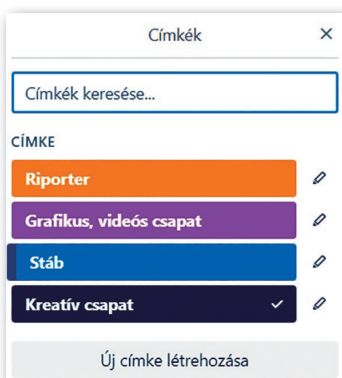 Címkék
Címkék keresése...
CÍMKE
Riporter
Grafikus, videós csapat
Stáb
Kreatív csapat
Új címke létrehozása